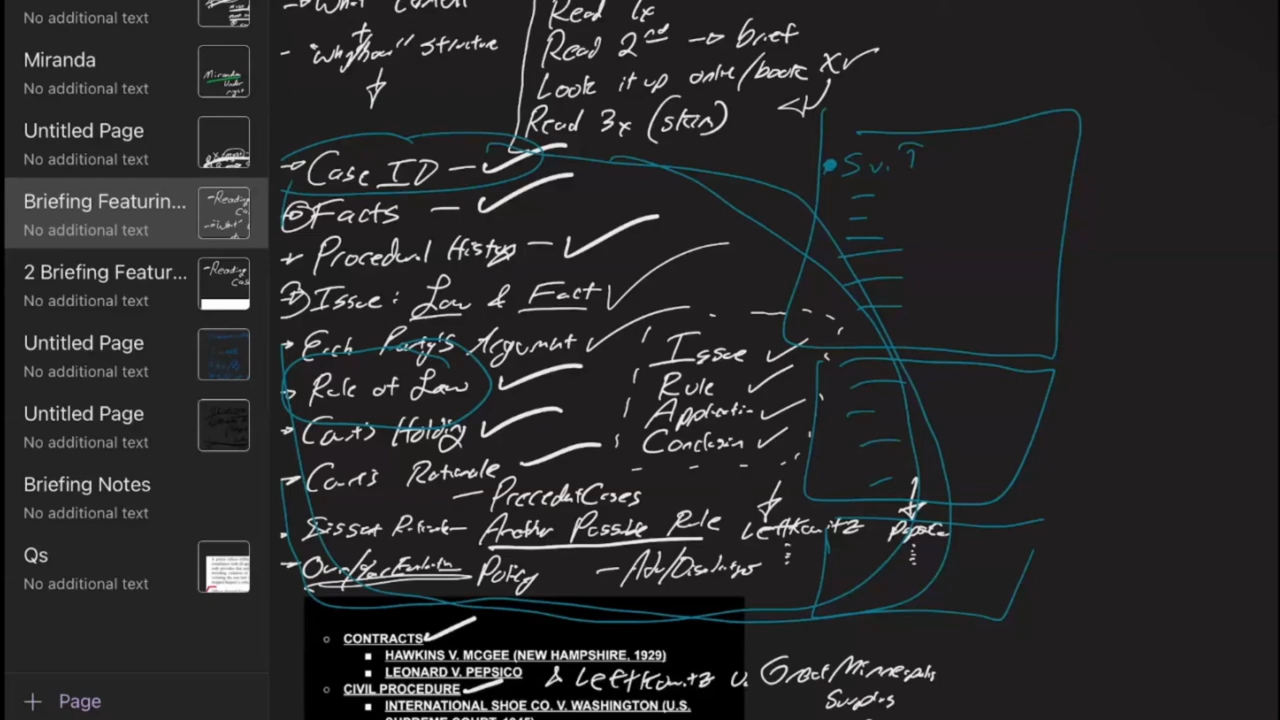 No additional text
Miranda
No additional text
Untitled Page
No additional text
Briefing Featurin...
No additional text
2 Briefing Featur...
No additional text
Untitled Page
No additional text
Untitled Page
No additional text
Briefing Notes
No additional text
Qs
No additional text
+ Page
- What content
+
Structure
Read 1x
Read 2nd → brief
Look it up online/book x✓
Read 3x (skim)
→ Case ID — ✓
Facts — ✓
Procedural History — ✓
Issue: Law & Fact ✓
Each Party's Argument ✓
→ Rule of Law ✓
→ Court's Holding ✓
→ Court's Rationale
— Precedent Cases
Another Possible Rule
Policy
S v. T
Issue ✓
Rule ✓
Application ✓
Conclusion ✓
Lefkowitz
CONTRACTS
HAWKINS V. MCGEE (NEW HAMPSHIRE, 1929)
LEONARD V. PEPSICO
& Lefkowitz v. Great Minneapolis
Surplus
CIVIL PROCEDURE
INTERNATIONAL SHOE CO. V. WASHINGTON (U.S.
SUPREME COURT, 1945)